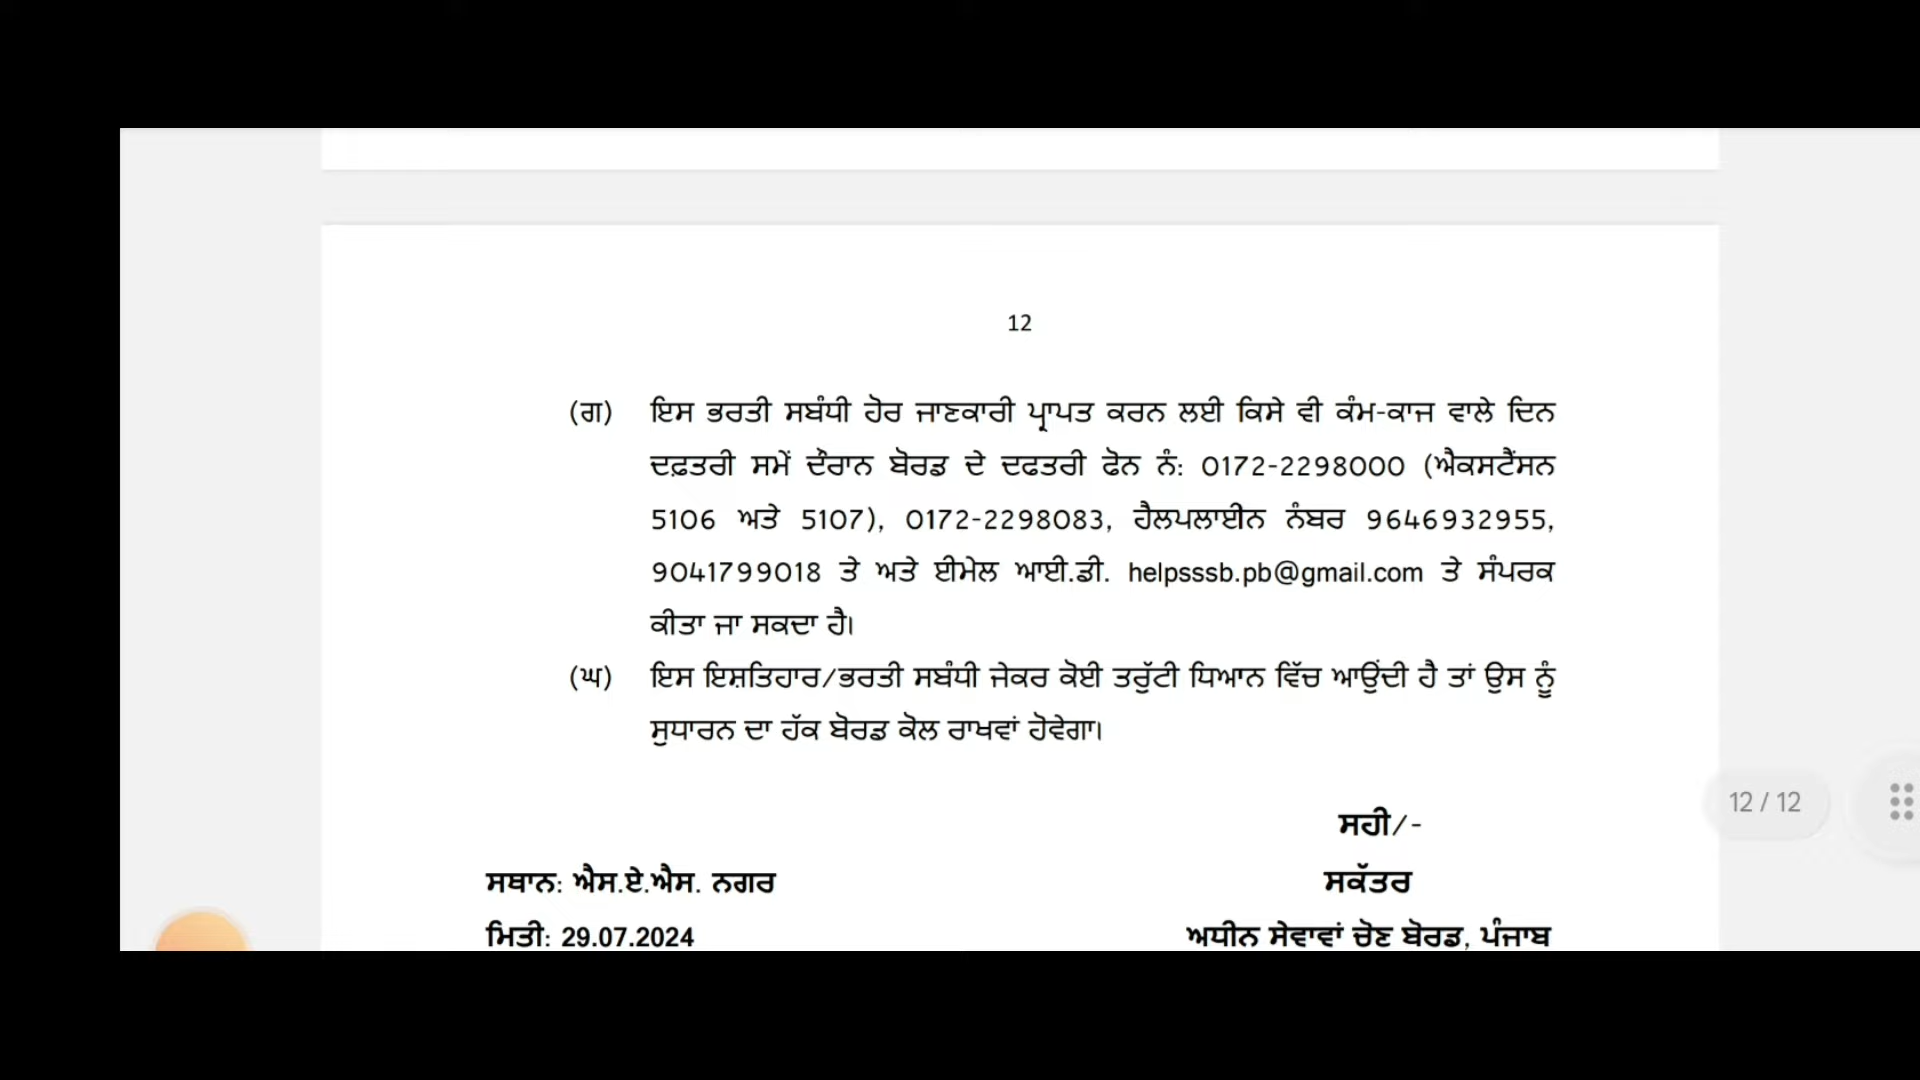 12
(ਗ) ਇਸ ਭਰਤੀ ਸਬੰਧੀ ਹੋਰ ਜਾਣਕਾਰੀ ਪ੍ਰਾਪਤ ਕਰਨ ਲਈ ਕਿਸੇ ਵੀ ਕੰਮ-ਕਾਜ ਵਾਲੇ ਦਿਨ
ਦਫ਼ਤਰੀ ਸਮੇਂ ਦੌਰਾਨ ਬੋਰਡ ਦੇ ਦਫਤਰੀ ਫੋਨ ਨੰ: 0172-2298000 (ਐਕਸਟੈਂਸਨ
5106 ਅਤੇ 5107), 0172-2298083, ਹੈਲਪਲਾਈਨ ਨੰਬਰ 9646932955,
9041799018 ਤੇ ਅਤੇ ਈਮੇਲ ਆਈ.ਡੀ. helpsssb.pb@gmail.com ਤੇ ਸੰਪਰਕ
ਕੀਤਾ ਜਾ ਸਕਦਾ ਹੈ।
(ਘ) ਇਸ ਇਸ਼ਤਿਹਾਰ/ਭਰਤੀ ਸਬੰਧੀ ਜੇਕਰ ਕੋਈ ਤਰੁੱਟੀ ਧਿਆਨ ਵਿੱਚ ਆਉਂਦੀ ਹੈ ਤਾਂ ਉਸ ਨੂੰ
ਸੁਧਾਰਨ ਦਾ ਹੱਕ ਬੋਰਡ ਕੋਲ ਰਾਖਵਾਂ ਹੋਵੇਗਾ।
12 / 12
ਸਹੀ/-
ਸਥਾਨ: ਐਸ.ਏ.ਐਸ. ਨਗਰ ਸਕੱਤਰ
ਮਿਤੀ: 29.07.2024 ਅਧੀਨ ਸੇਵਾਵਾਂ ਚੋਣ ਬੋਰਡ, ਪੰਜਾਬ